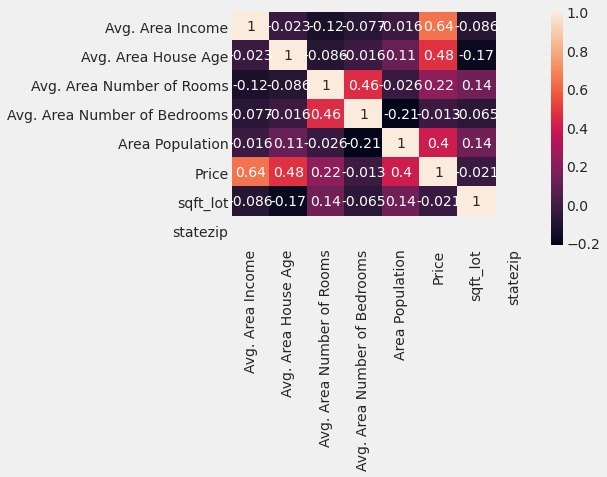 Avg. Area Income 1 -0.023 -0.12 -0.077 -0.016 0.64 -0.086
Avg. Area House Age -0.023 1 -0.086 -0.016 0.11 0.48 -0.17
Avg. Area Number of Rooms -0.12 -0.086 1 0.46 -0.026 0.22 0.14
Avg. Area Number of Bedrooms -0.077 -0.016 0.46 1 -0.21 -0.013 -0.065
Area Population -0.016 0.11 -0.026 -0.21 1 0.4 0.14
Price 0.64 0.48 0.22 -0.013 0.4 1 -0.021
sqft_lot -0.086 -0.17 0.14 -0.065 0.14 -0.021 1
statezip
Avg. Area Income
Avg. Area House Age
Avg. Area Number of Rooms
Avg. Area Number of Bedrooms
Area Population
Price
sqft_lot
statezip
1.0
0.8
0.6
0.4
0.2
0.0
−0.2